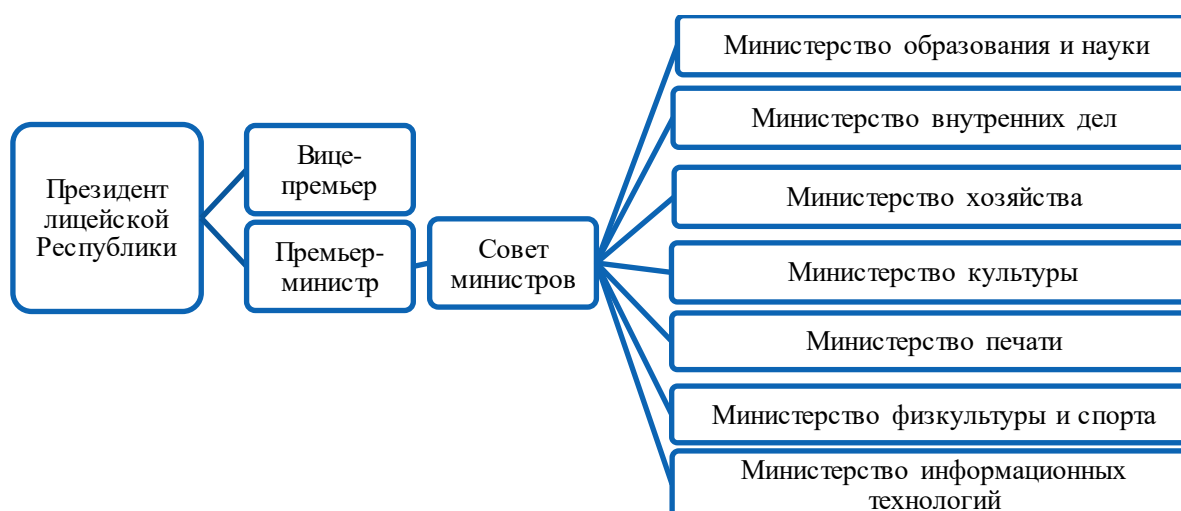 Президент
лицейской
Республики
Вице-
премьер
Премьер-
министр
Совет
министров
Министерство образования и науки
Министерство внутренних дел
Министерство хозяйства
Министерство культуры
Министерство печати
Министерство физкультуры и спорта
Министерство информационных
технологий